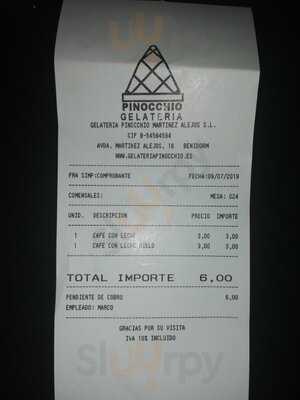 PINOCCHIO
GELATERIA
GELATERIA PINOCCHIO MARTINEZ ALEJOS S.L.
CIF B-54564584
AVDA. MARTINEZ ALEJOS, 16 BENIDORM
WWW.GELATERIAPINOCCHIO.ES
FRA SIMP:COMPROBANTE FECHA:09/07/2019
COMENSALES: MESA: 024
UNID. DESCRIPCION PRECIO IMPORTE
1 CAFE CON LECHE 3,00 3,00
1 CAFE CON LECHE HIELO 3,00 3,00
TOTAL IMPORTE 6,00
PENDIENTE DE COBRO 6,00
EMPLEADO: MARCO
GRACIAS POR SU VISITA
IVA 10% INCLUIDO
Slurrpy